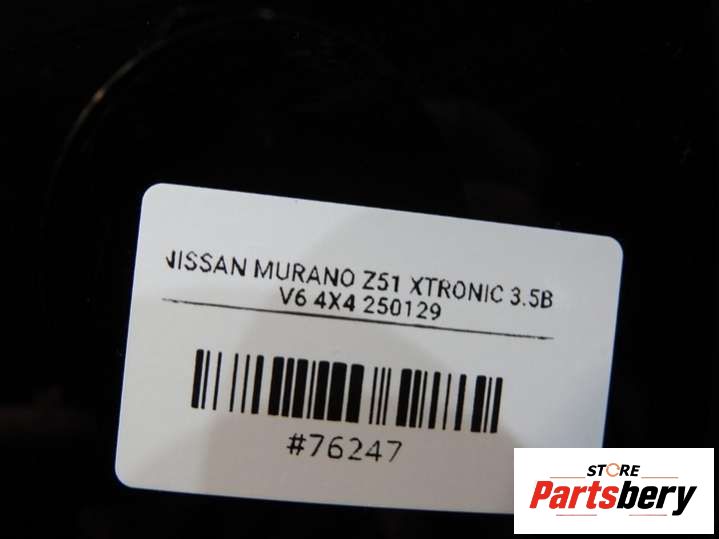 NISSAN MURANO Z51 XTRONIC 3.5B
V6 4X4 250129
#76247
STORE
Partsbery